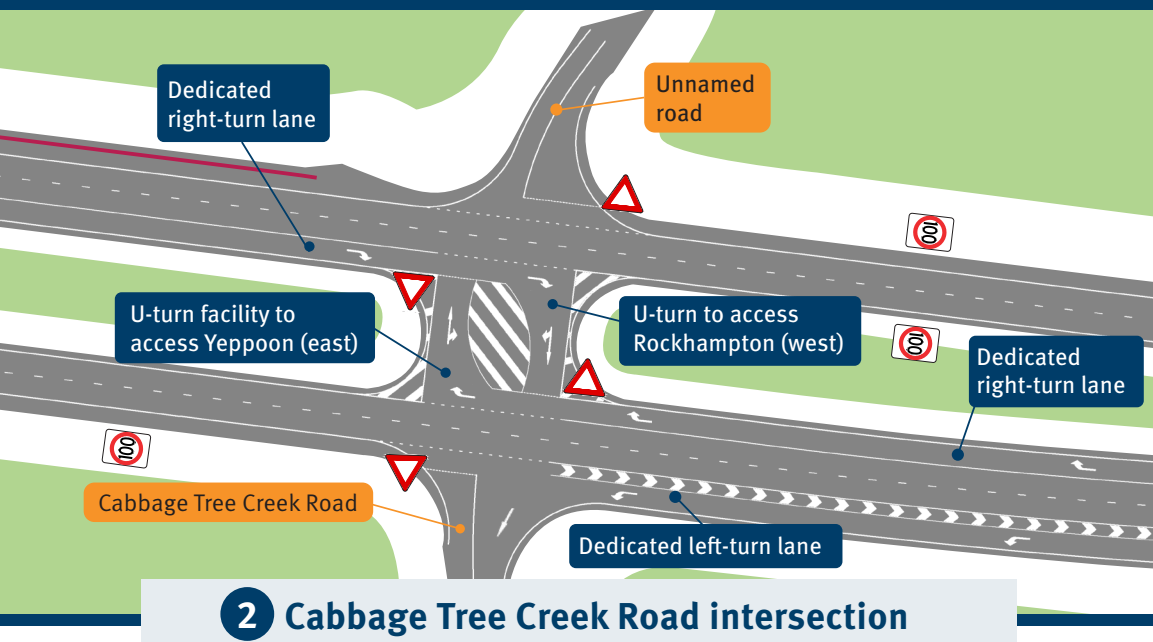 Dedicated
right-turn lane
Unnamed
road
100
U-turn facility to
access Yeppoon (east)
U-turn to access
Rockhampton (west)
100
Dedicated
right-turn lane
100
Cabbage Tree Creek Road
Dedicated left-turn lane
2 Cabbage Tree Creek Road intersection